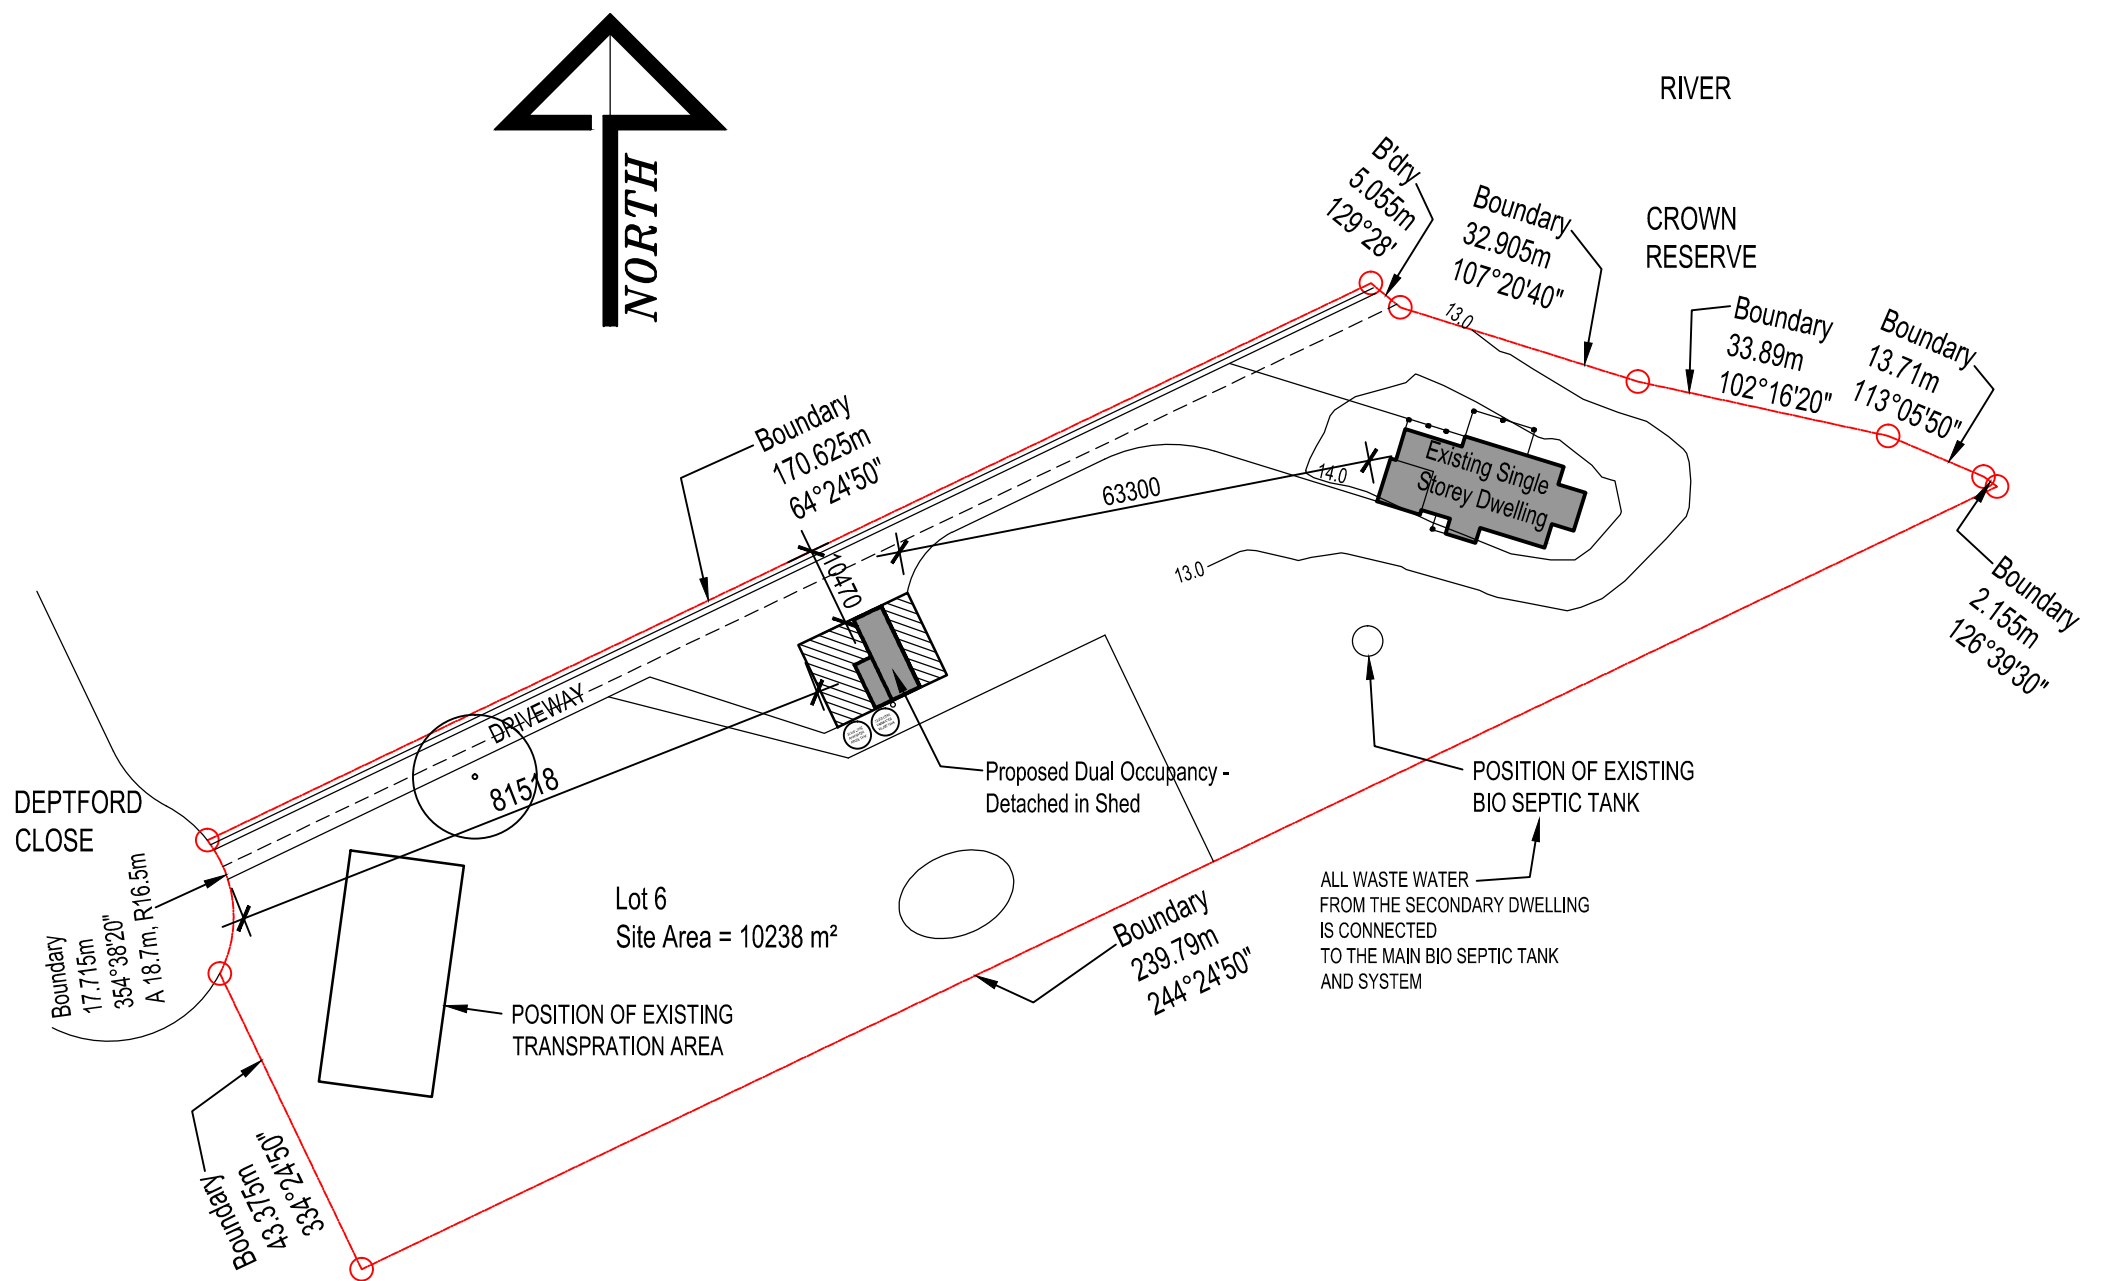 NORTH
RIVER
CROWN
RESERVE
B'dry
5.055m
129°28'
Boundary
32.905m
107°20'40"
Boundary
33.89m
102°16'20"
Boundary
13.71m
113°05'50"
13.0
Boundary
170.625m
64°24'50"
Existing Single
Storey Dwelling
14.0
63300
13.0
10470
Boundary
2.155m
126°39'30"
DRIVEWAY
81518
Proposed Dual Occupancy -
Detached in Shed
POSITION OF EXISTING
BIO SEPTIC TANK
DEPTFORD
CLOSE
ALL WASTE WATER
FROM THE SECONDARY DWELLING
IS CONNECTED
TO THE MAIN BIO SEPTIC TANK
AND SYSTEM
Lot 6
Site Area = 10238 m²
Boundary
17.715m
354°38'20"
A 18.7m, R16.5m
Boundary
239.79m
244°24'50"
POSITION OF EXISTING
TRANSPRATION AREA
Boundary
43.375m
334°24'50"